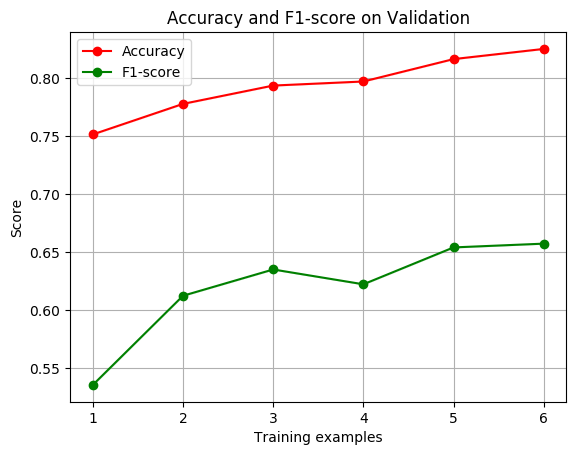 Accuracy and F1-score on Validation
Accuracy
F1-score
0.80
0.75
0.70
0.65
0.60
0.55
Score
1 2 3 4 5 6
Training examples